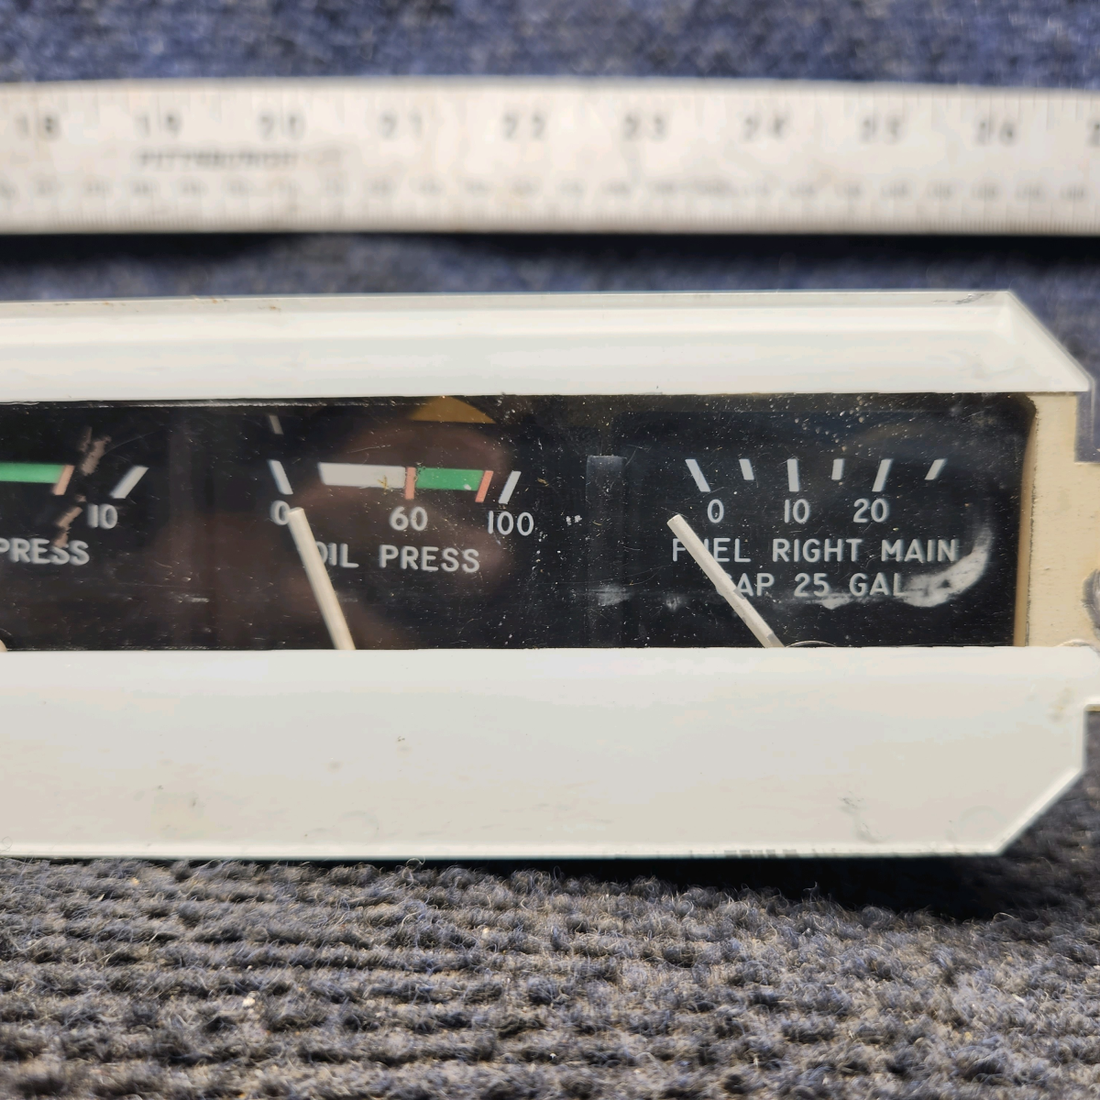 18 19 20 21 22 23 24 25 26
PITTSBURGH
10
PRESS
0 60 100
OIL PRESS
0 10 20
FUEL RIGHT MAIN
CAP 25 GAL